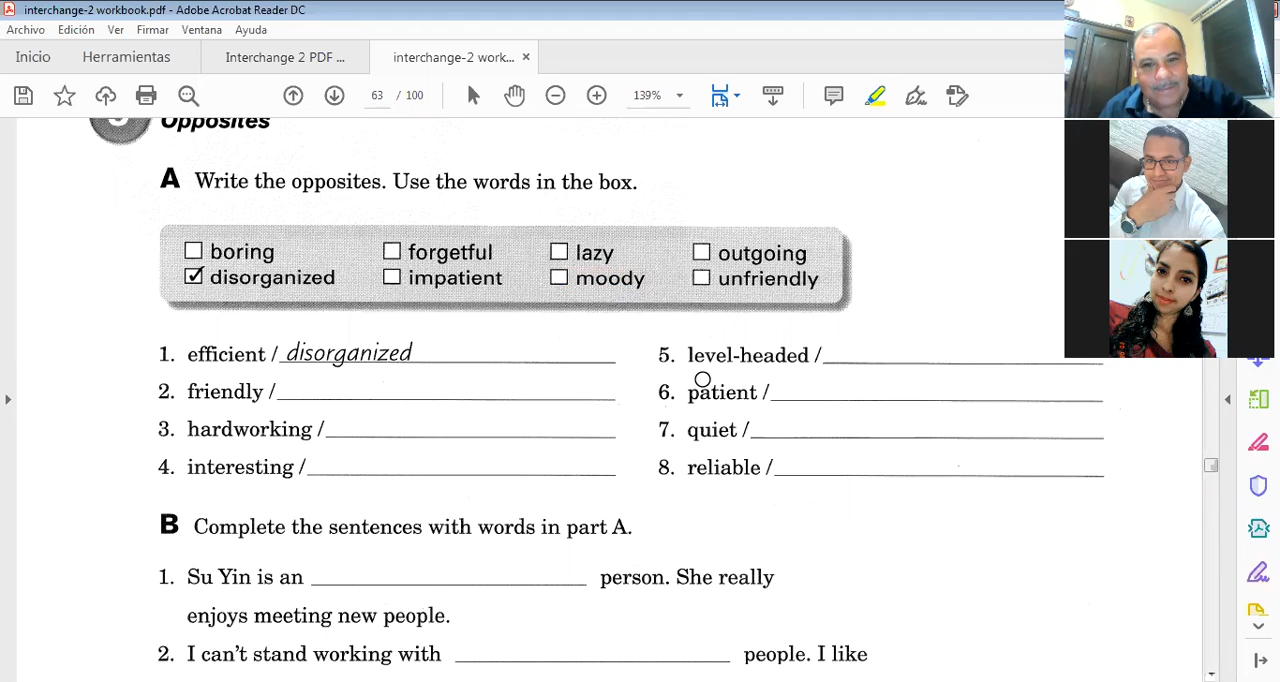 interchange-2 workbook.pdf - Adobe Acrobat Reader DC
Archivo Edición Ver Firmar Ventana Ayuda
Inicio Herramientas Interchange 2 PDF ... interchange-2 work... ×
63 / 100 139%
Opposites
A Write the opposites. Use the words in the box.
boring forgetful lazy outgoing
disorganized impatient moody unfriendly
1. efficient / disorganized
2. friendly /
3. hardworking /
4. interesting /
5. level-headed /
6. patient /
7. quiet /
8. reliable /
B Complete the sentences with words in part A.
1. Su Yin is an ____ person. She really
enjoys meeting new people.
2. I can't stand working with ____ people. I like